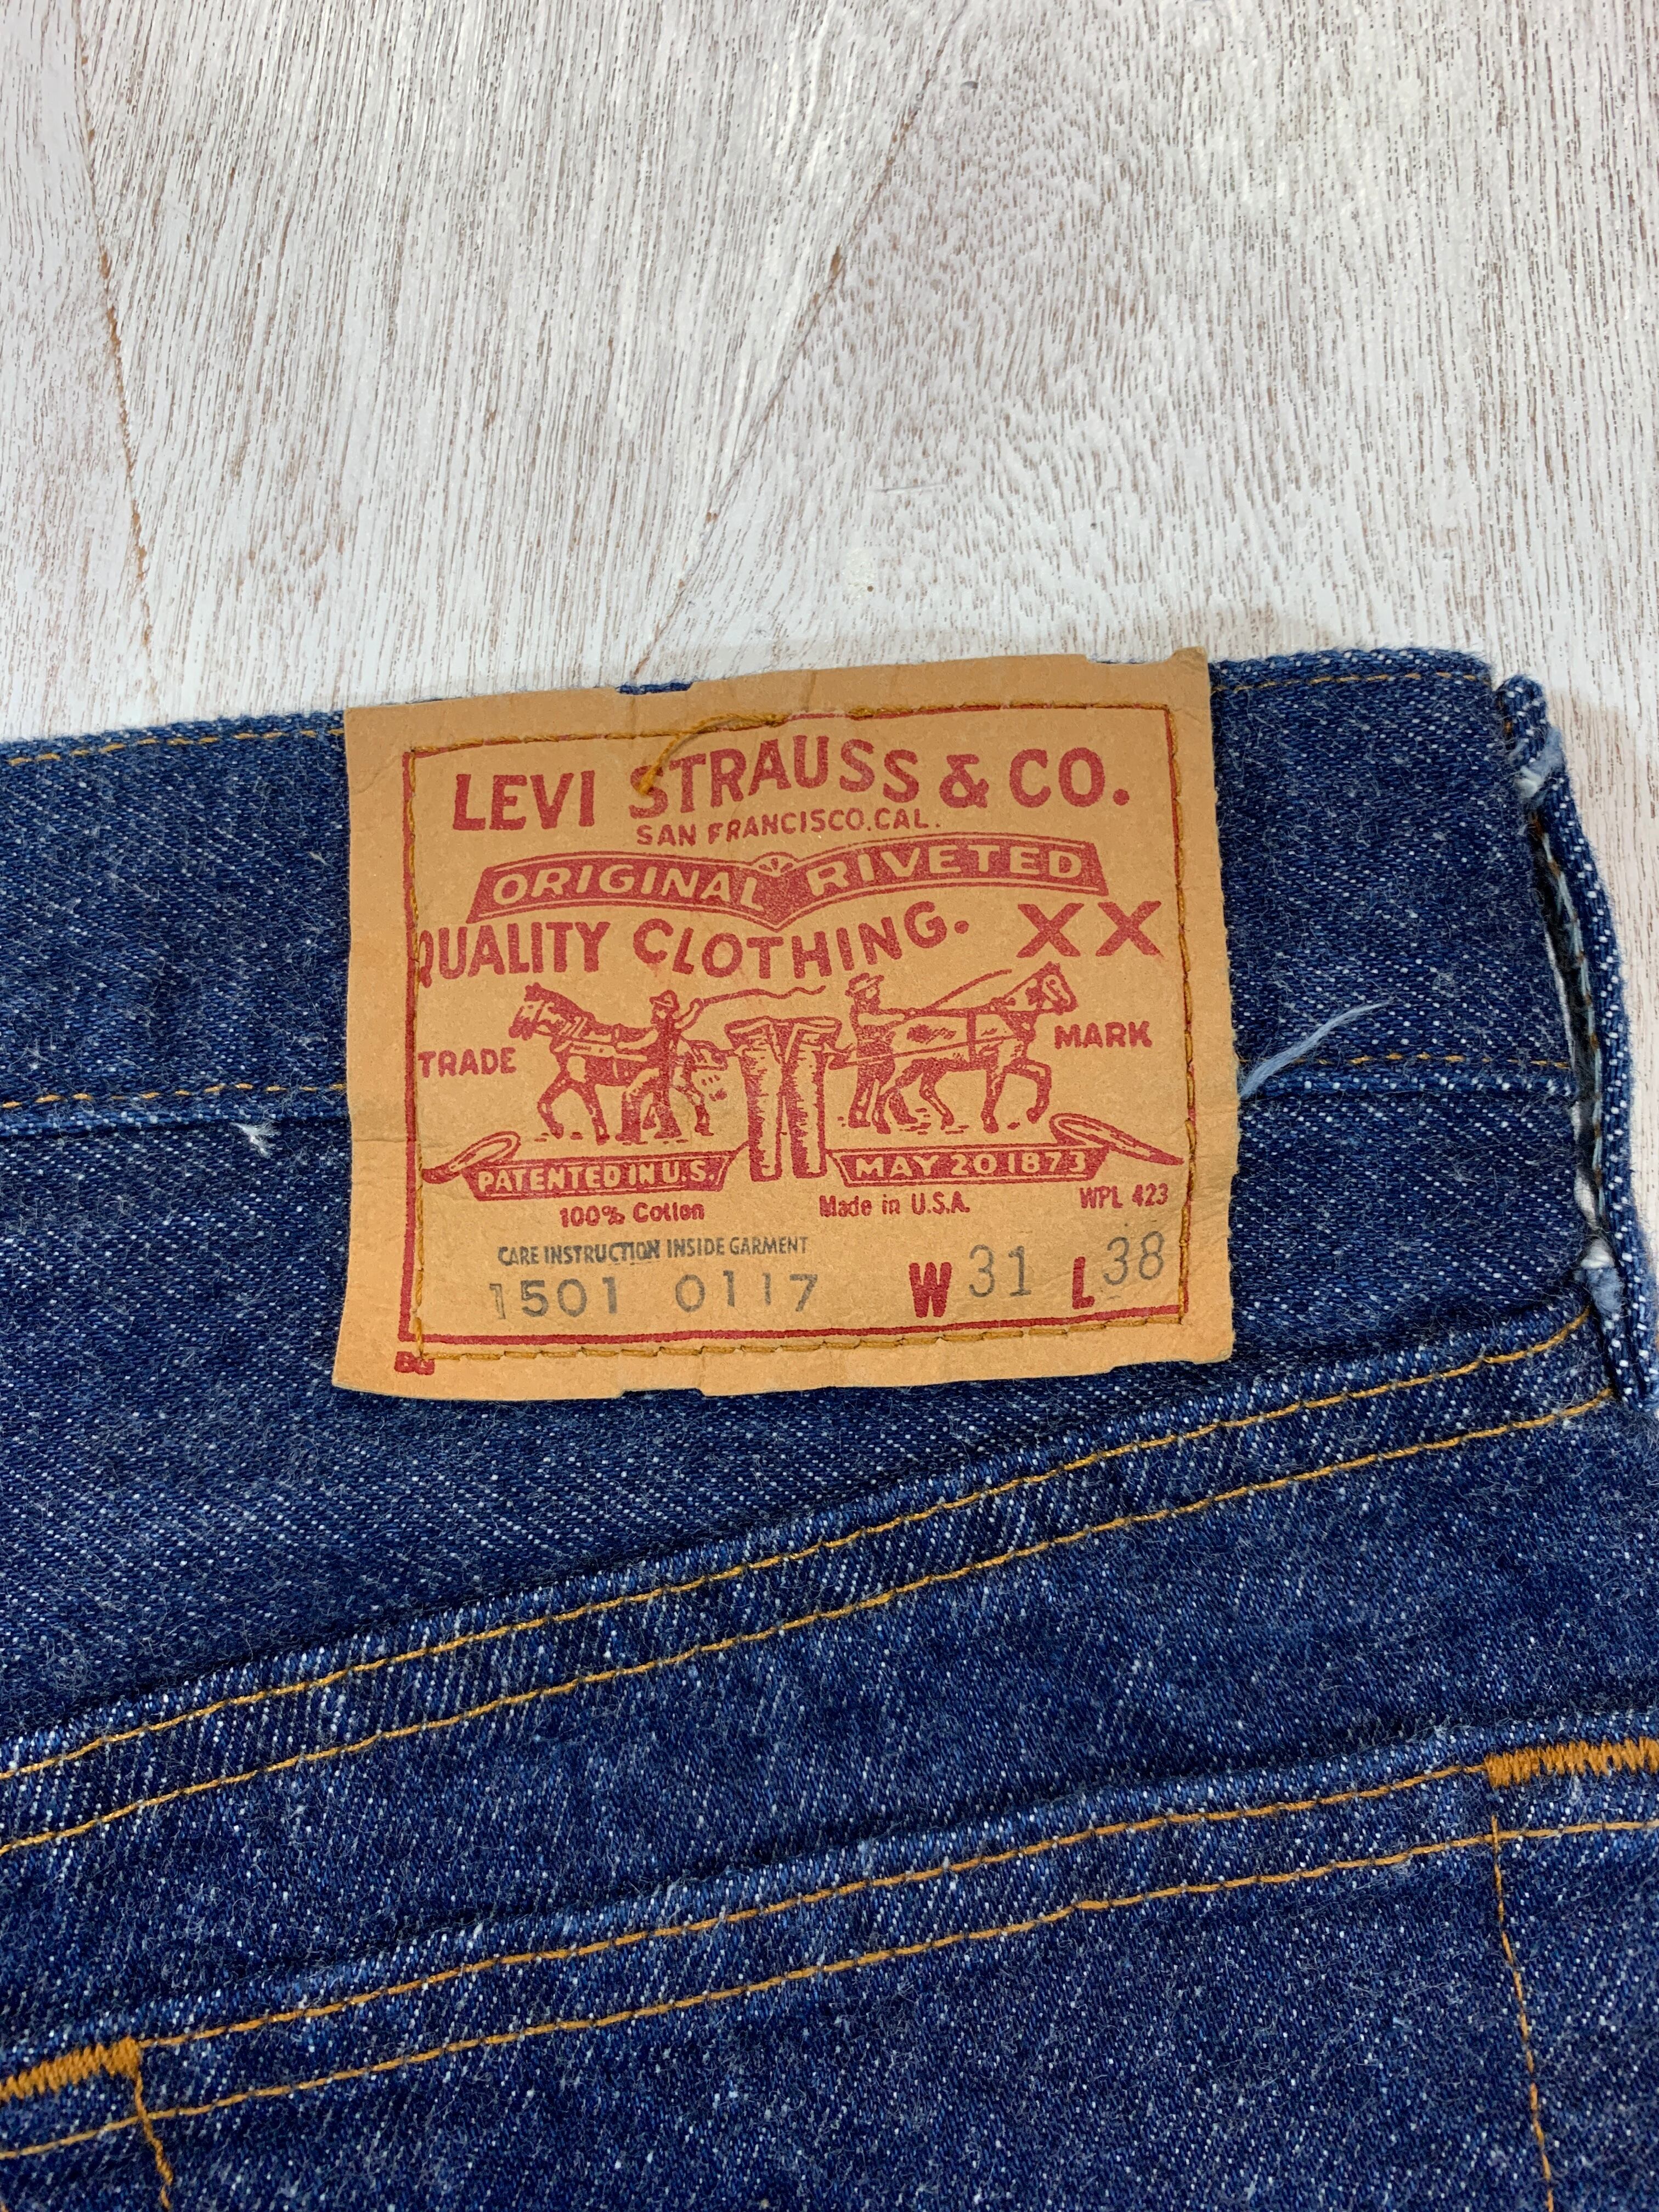 LEVI STRAUSS & CO.
SAN FRANCISCO, CAL.
ORIGINAL RIVETED
QUALITY CLOTHING. XX
TRADE MARK
PATENTED IN U.S. MAY 20 1873
100% Cotton Made in U.S.A. WPL 423
CARE INSTRUCTION INSIDE GARMENT
1501 0117 W 31 L 38